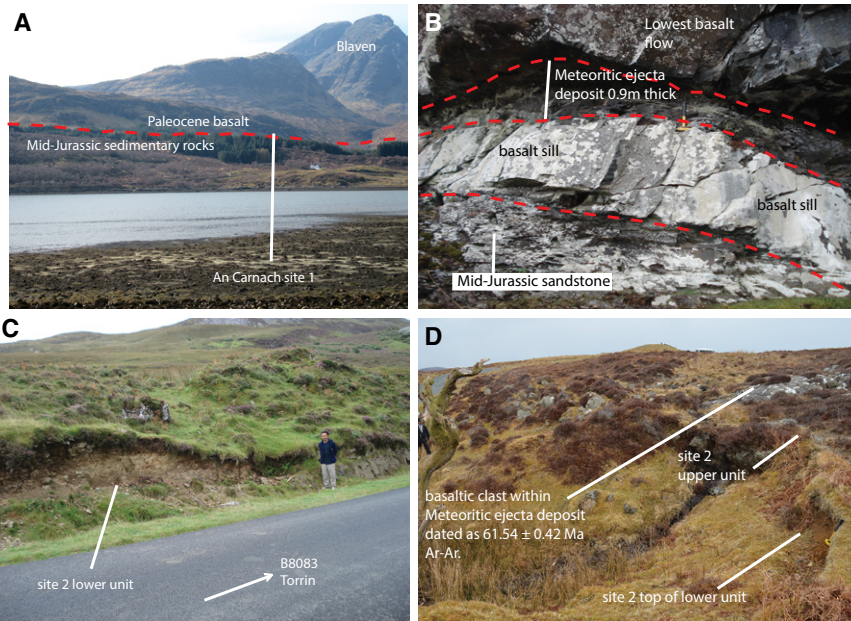 A
Blaven
Paleocene basalt
Mid-Jurassic sedimentary rocks
An Carnach site 1
B
Lowest basalt
flow
Meteoritic ejecta
deposit 0.9m thick
basalt sill
basalt sill
Mid-Jurassic sandstone
C
site 2 lower unit
B8083
Torrin
D
site 2
upper unit
basaltic clast within
Meteoritic ejecta deposit
dated as 61.54 ± 0.42 Ma
Ar-Ar.
site 2 top of lower unit